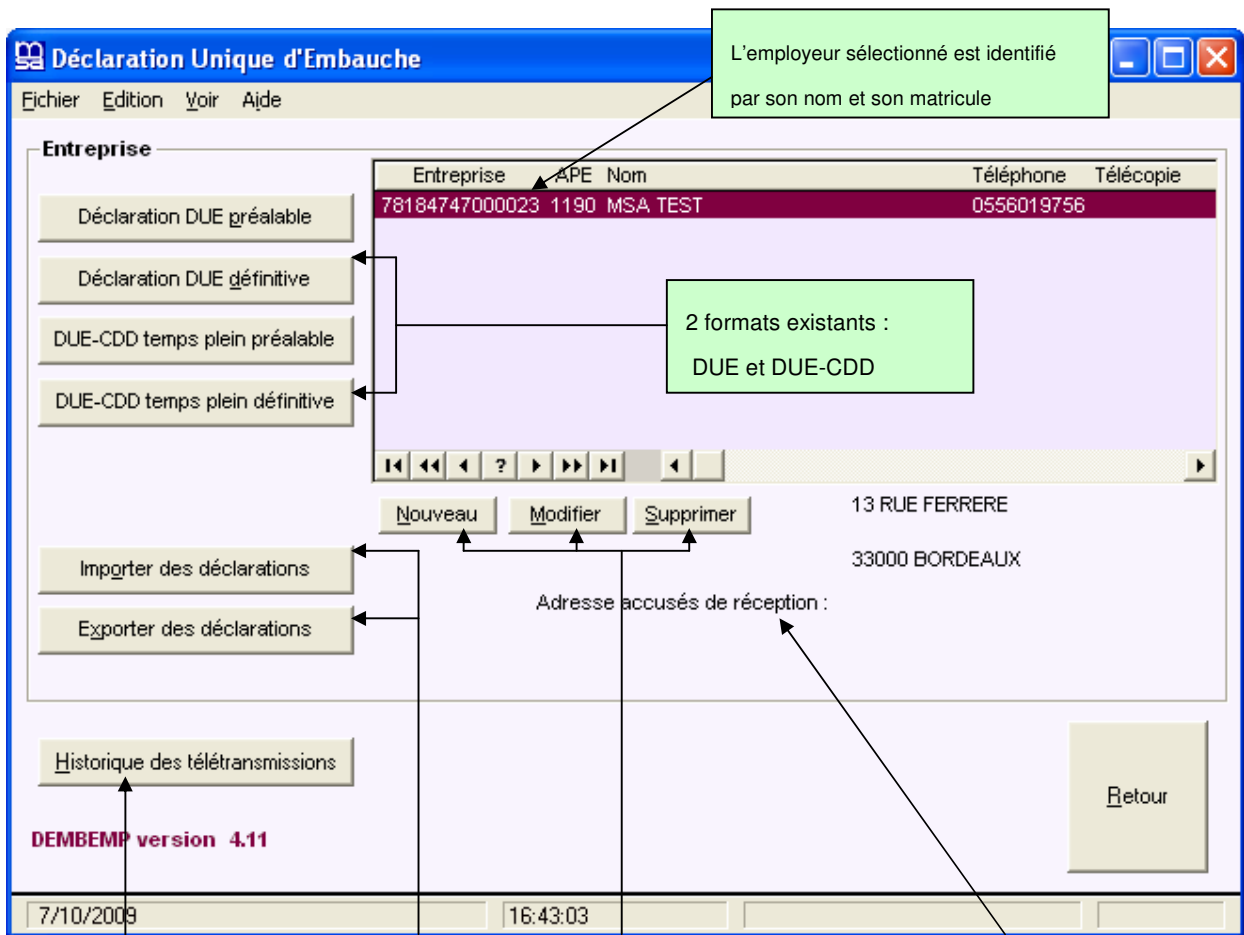 Déclaration Unique d'Embauche
L'employeur sélectionné est identifié
par son nom et son matricule
Fichier Edition Voir Aide
Entreprise
Entreprise APE Nom Téléphone Télécopie
78184747000023 1190 MSA TEST 0556019756
Déclaration DUE préalable
Déclaration DUE définitive
DUE-CDD temps plein préalable
DUE-CDD temps plein définitive
2 formats existants :
DUE et DUE-CDD
?
Nouveau Modifier Supprimer
13 RUE FERRERE
33000 BORDEAUX
Importer des déclarations
Exporter des déclarations
Adresse accusés de réception :
Historique des télétransmissions
Retour
DEMBEMP version 4.11
7/10/2009 16:43:03